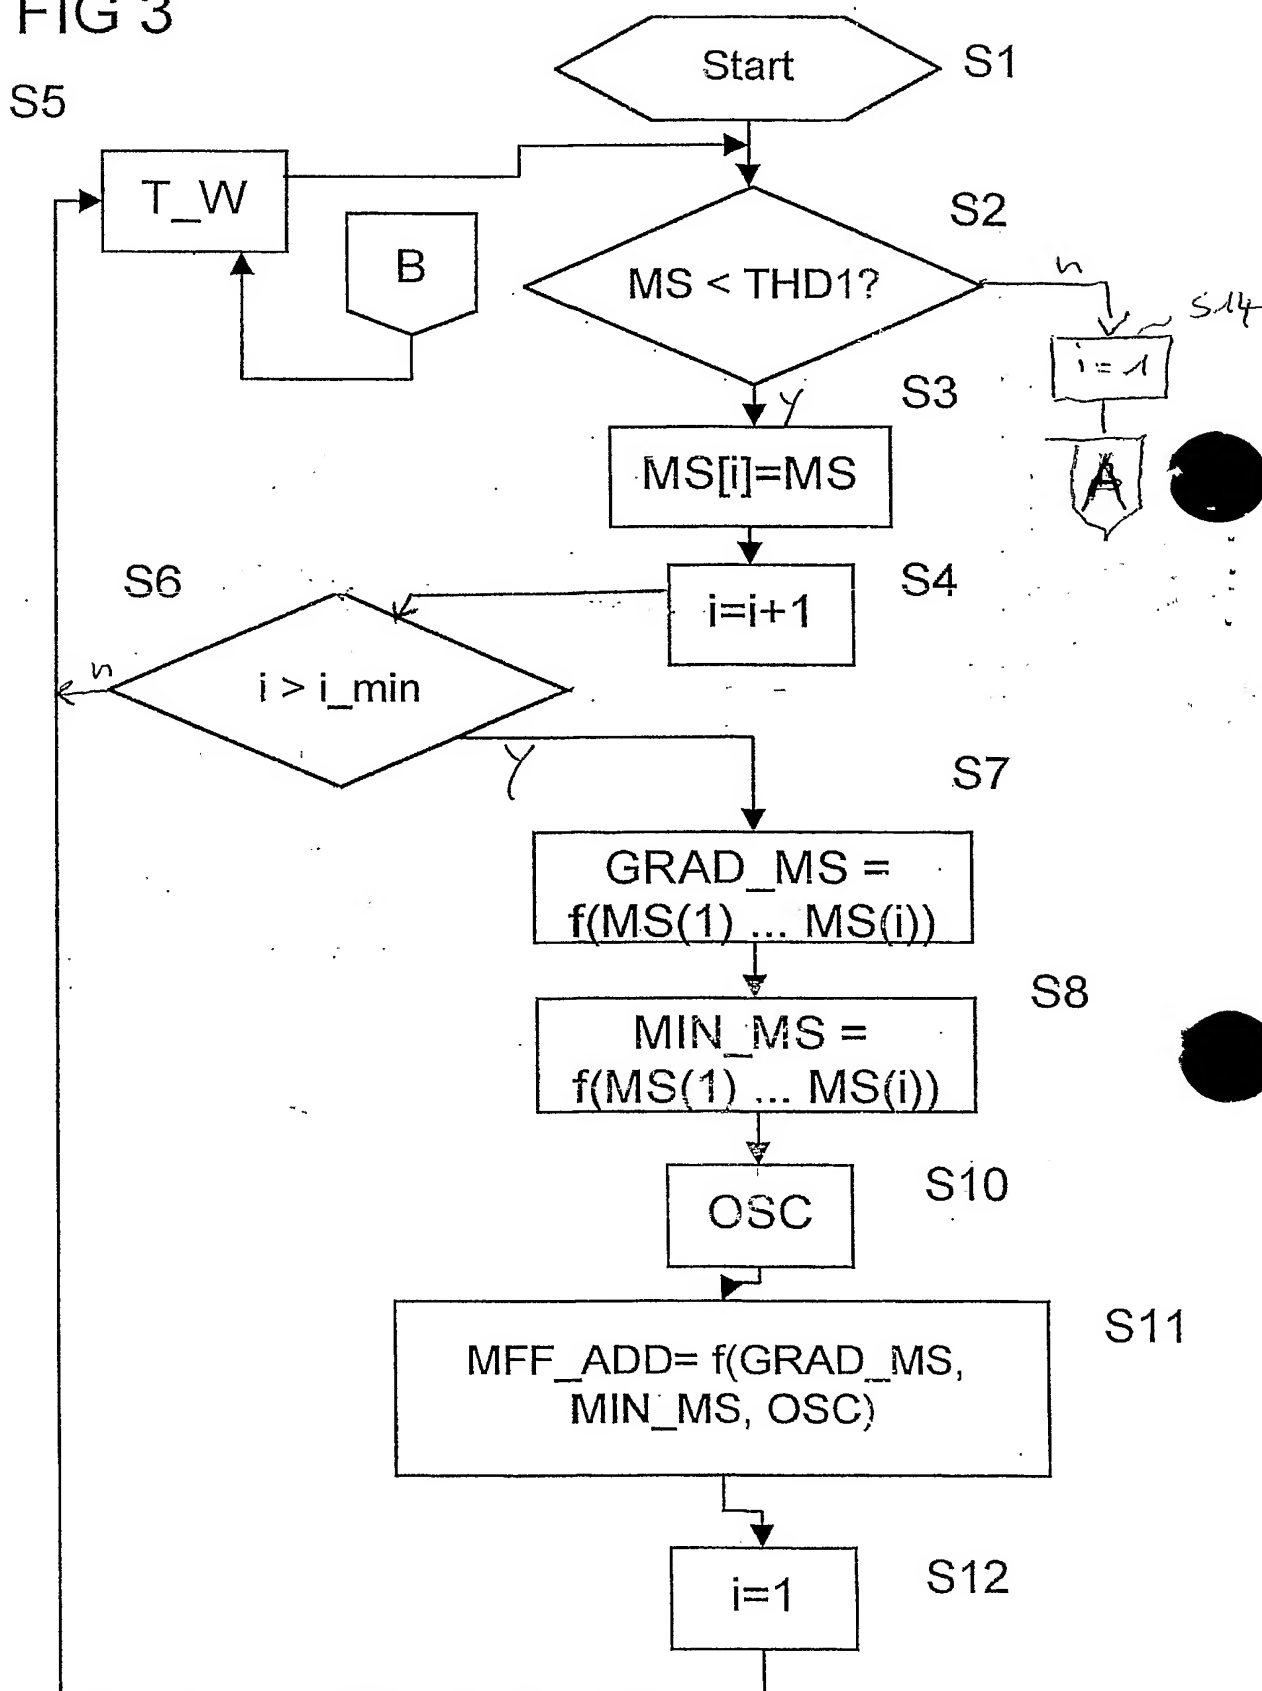 FIG 3
Start
S1
S5
T_W
B
S2
MS < THD1?
n
S14
i = 1
A
y
S3
MS[i]=MS
S4
i=i+1
S6
i > i_min
n
y
S7
GRAD_MS =
f(MS(1) ... MS(i))
S8
MIN_MS =
f(MS(1) ... MS(i))
S10
OSC
S11
MFF_ADD= f(GRAD_MS,
MIN_MS, OSC)
S12
i=1